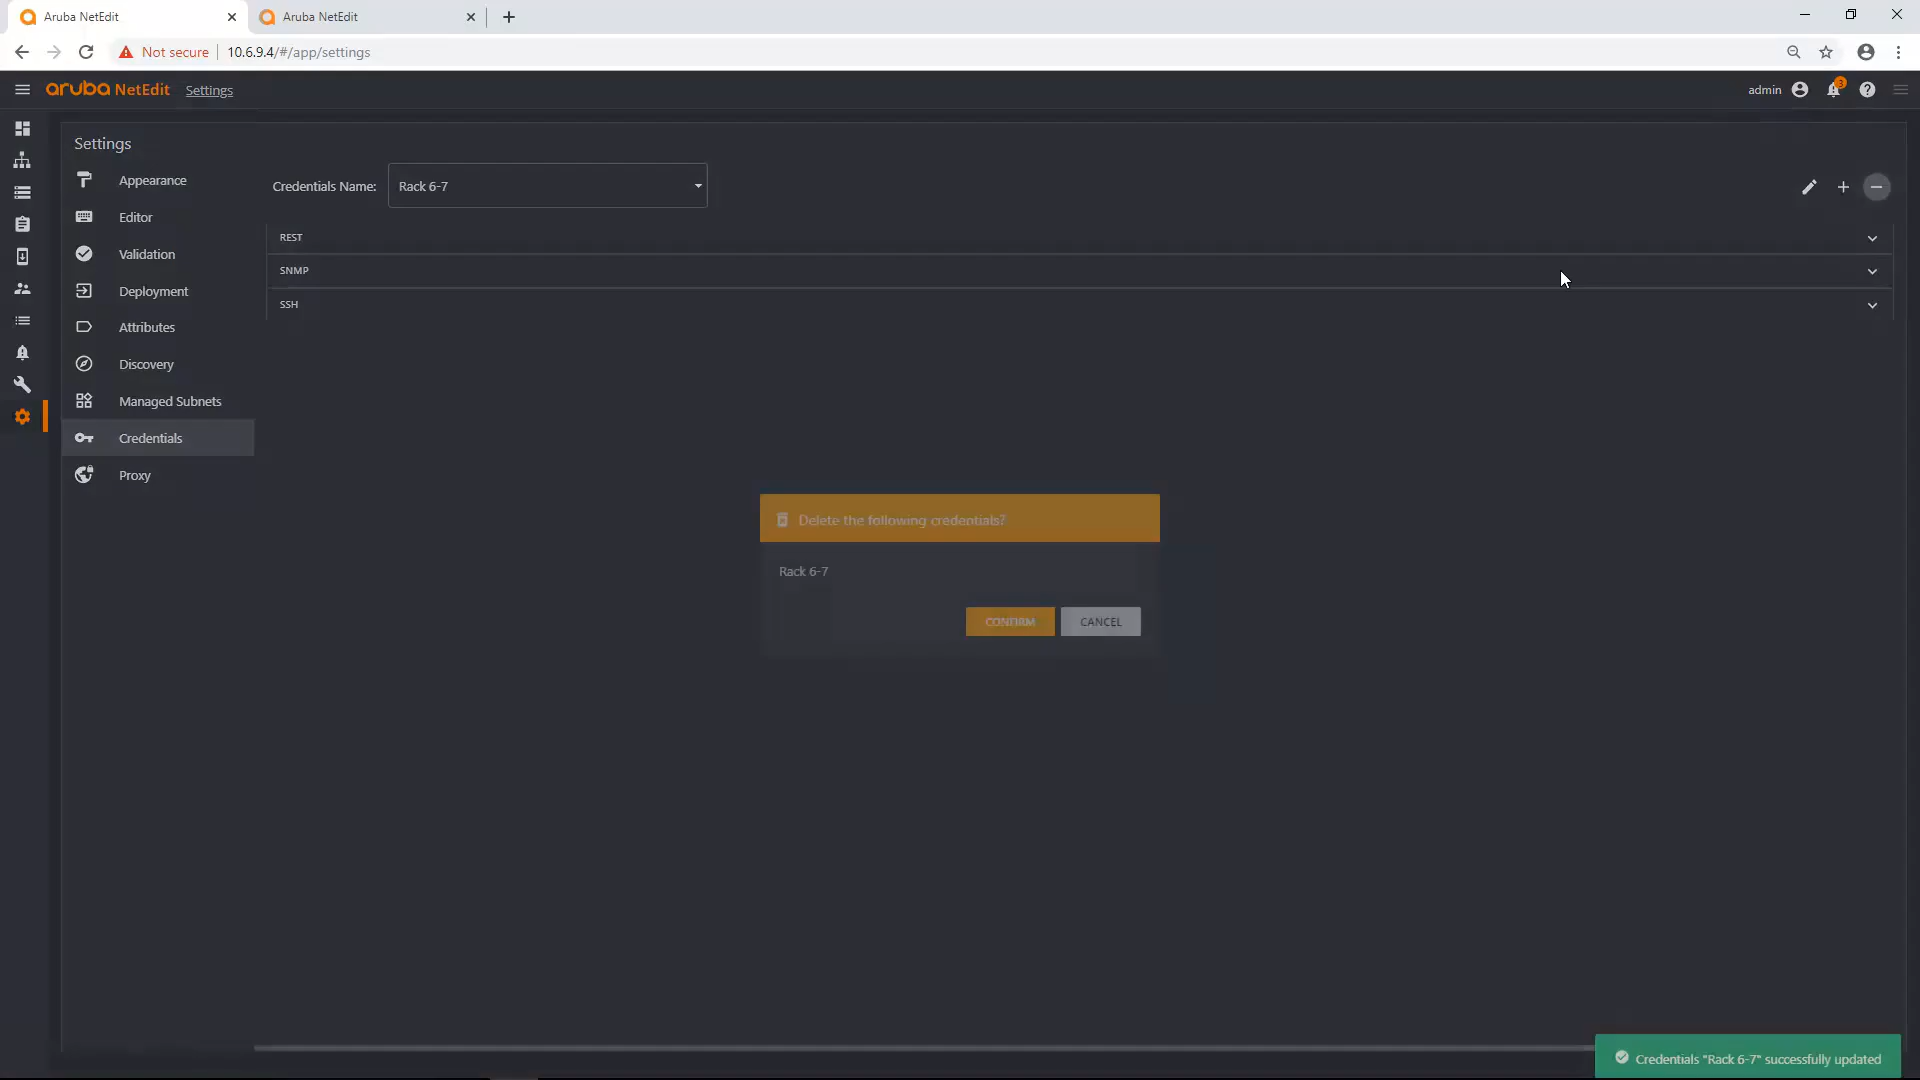 Aruba NetEdit
Aruba NetEdit
Not secure
10.6.9.4/#/app/settings
aruba NetEdit
Settings
admin
3
Settings
Appearance
Editor
Validation
Deployment
Attributes
Discovery
Managed Subnets
Credentials
Proxy
Credentials Name:
Rack 6-7
REST
SNMP
SSH
Delete the following credentials?
Rack 6-7
CONFIRM
CANCEL
Credentials "Rack 6-7" successfully updated